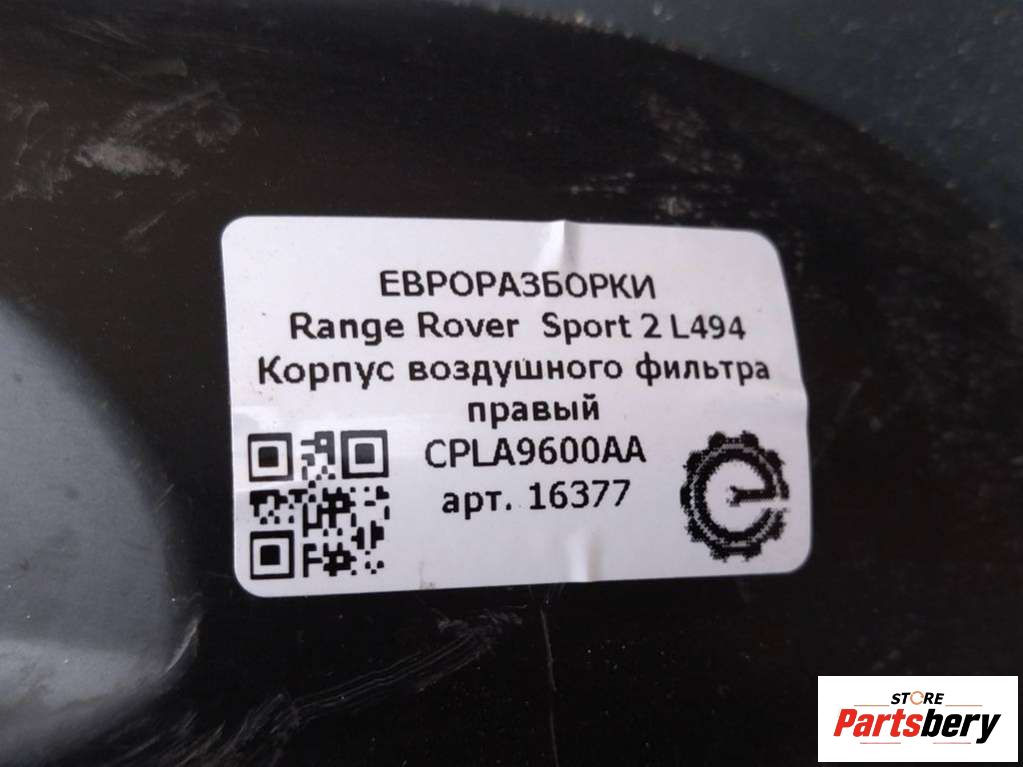 ЕВРОРАЗБОРКИ
Range Rover Sport 2 L494
Корпус воздушного фильтра
правый
CPLA9600AA
арт. 16377
STORE
Partsbery